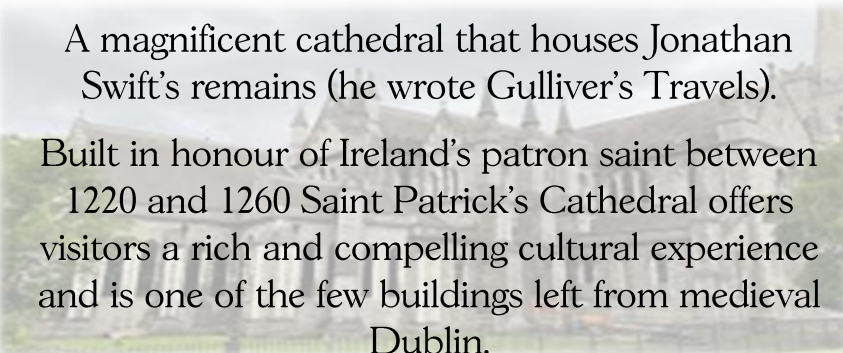 A magnificent cathedral that houses Jonathan
Swift's remains (he wrote Gulliver's Travels).
Built in honour of Ireland's patron saint between
1220 and 1260 Saint Patrick's Cathedral offers
visitors a rich and compelling cultural experience
and is one of the few buildings left from medieval
Dublin.